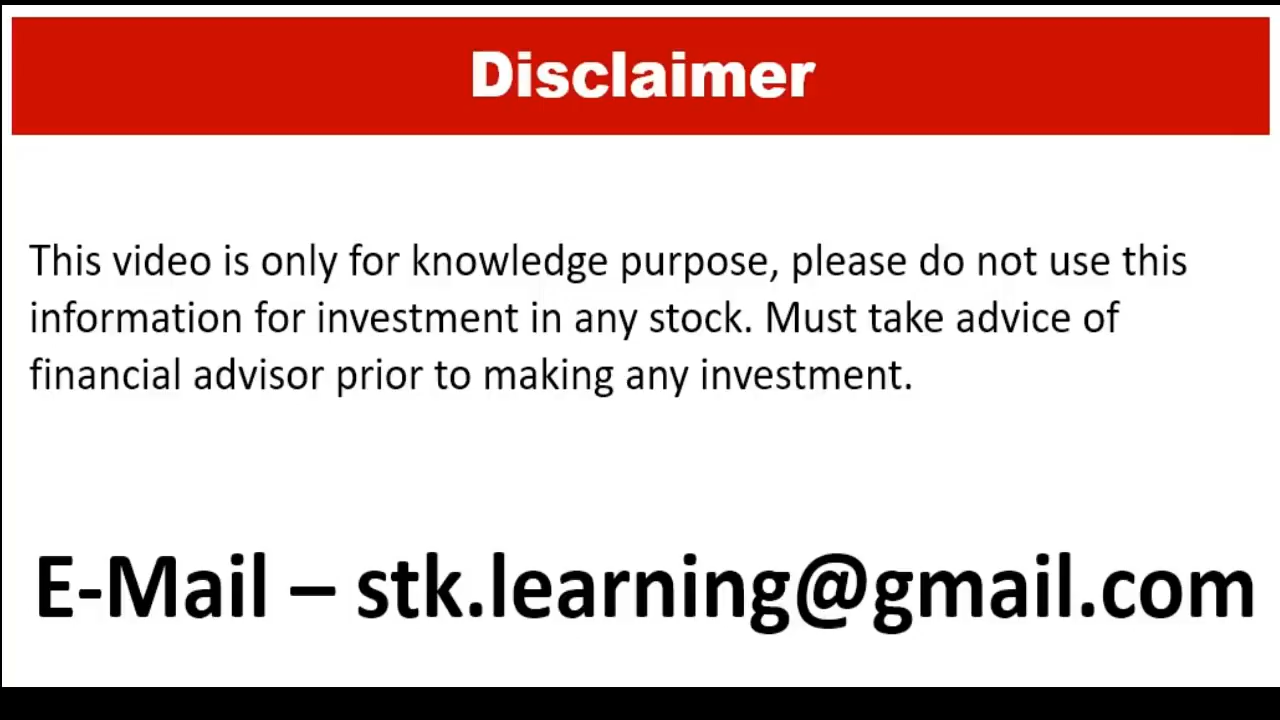 Disclaimer
This video is only for knowledge purpose, please do not use this
information for investment in any stock. Must take advice of
financial advisor prior to making any investment.
E-Mail – stk.learning@gmail.com